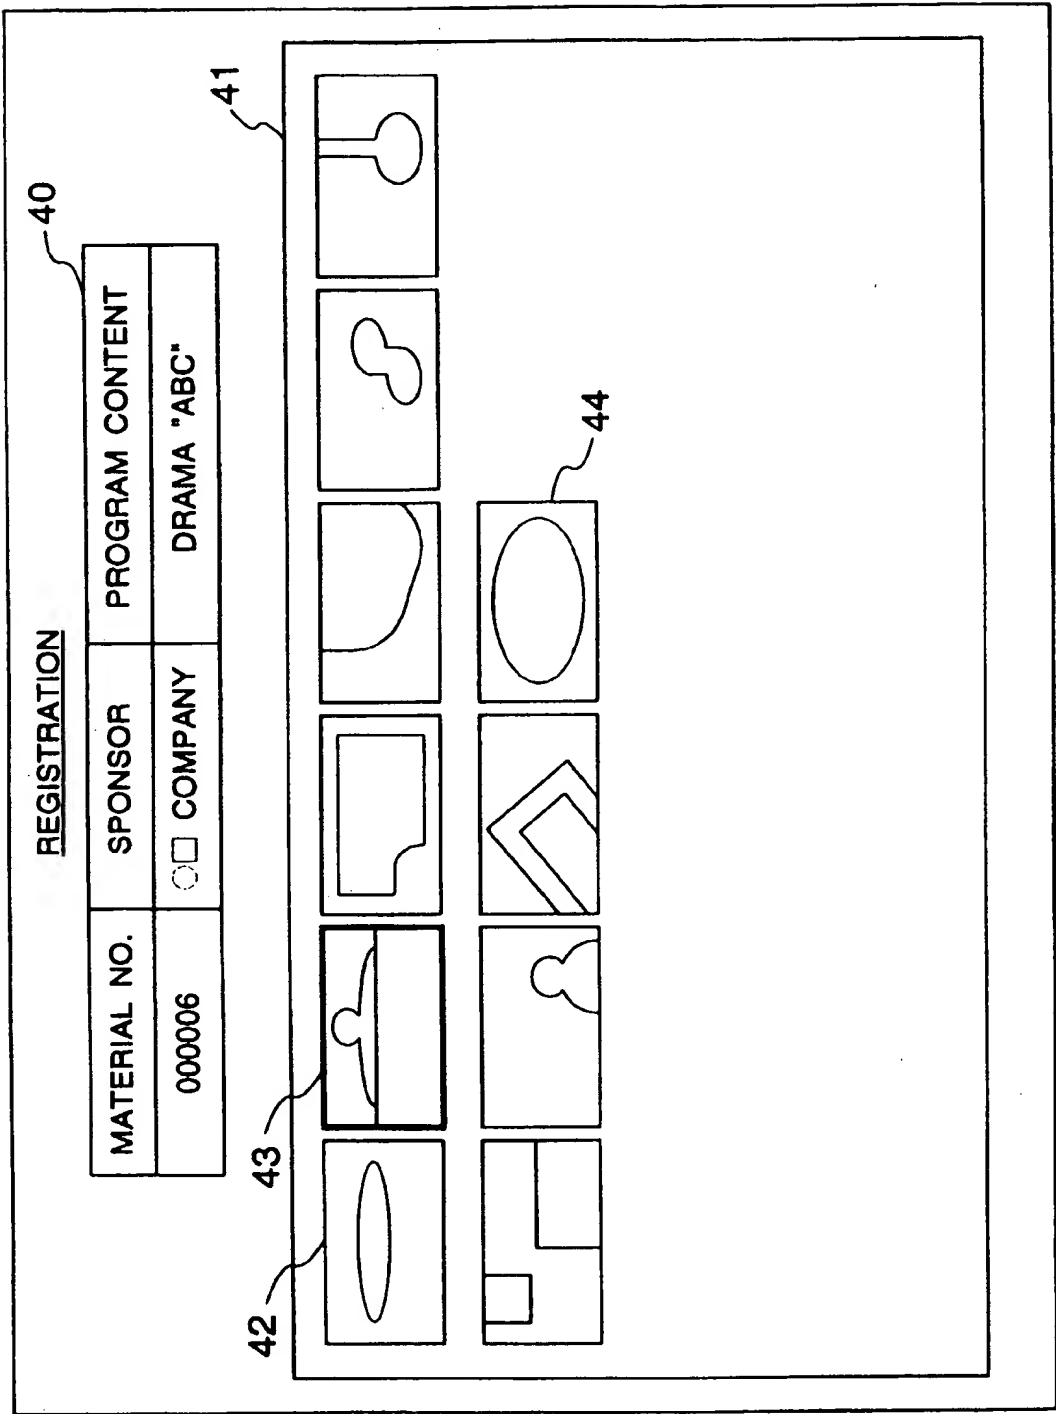 REGISTRATION
40
MATERIAL NO. SPONSOR PROGRAM CONTENT
000006 ○□ COMPANY DRAMA "ABC"
41
42
43
44